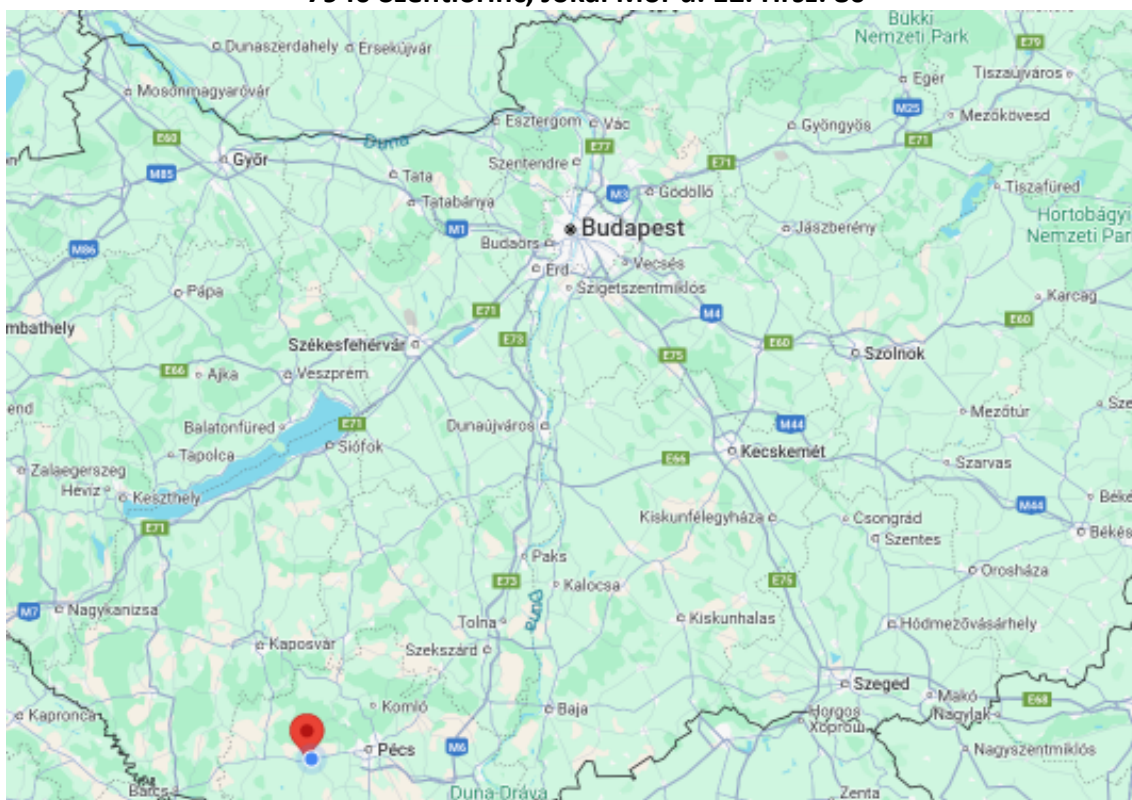 Dunaszerdahely
Érsekújvár
Bükki
Nemzeti Park
E79
Tiszaújváros
Mosonmagyaróvár
Eger
M25
Mezőkövesd
E60
Duna
Esztergom
Vác
Gyöngyös
E71
Győr
E77
M85
Szentendre
E71
Tata
M3
Gödöllő
Tiszafüred
Tatabánya
M1
Budapest
Jászberény
Hortobágyi
Nemzeti Par
M86
Budaörs
Érd
Vecsés
Pápa
Szigetszentmiklós
Karcag
E71
M4
E60
mbathely
Székesfehérvár
E73
E75
E60
Szolnok
E66
Ajka
Veszprém
end
Mezőtúr
Sze
Balatonfüred
E71
Dunaújváros
M44
Tapolca
Siófok
Kecskemét
Zalaegerszeg
E66
Szarvas
Hévíz
Keszthely
Béké
M44
E71
Kiskunfélegyháza
Csongrád
Szentes
Békés
Paks
E73
Kalocsa
E75
Orosháza
M7
Nagykanizsa
Duna
Tolna
Kiskunhalas
Hódmezővásárhely
Kaposvár
Szekszárd
Szeged
Makó
E68
Kapronca
Komló
Baja
Horgos
Хоргош
Nagylak
Pécs
M6
Nagyszentmiklós
Barcs
Duna-Dráva
Zenta